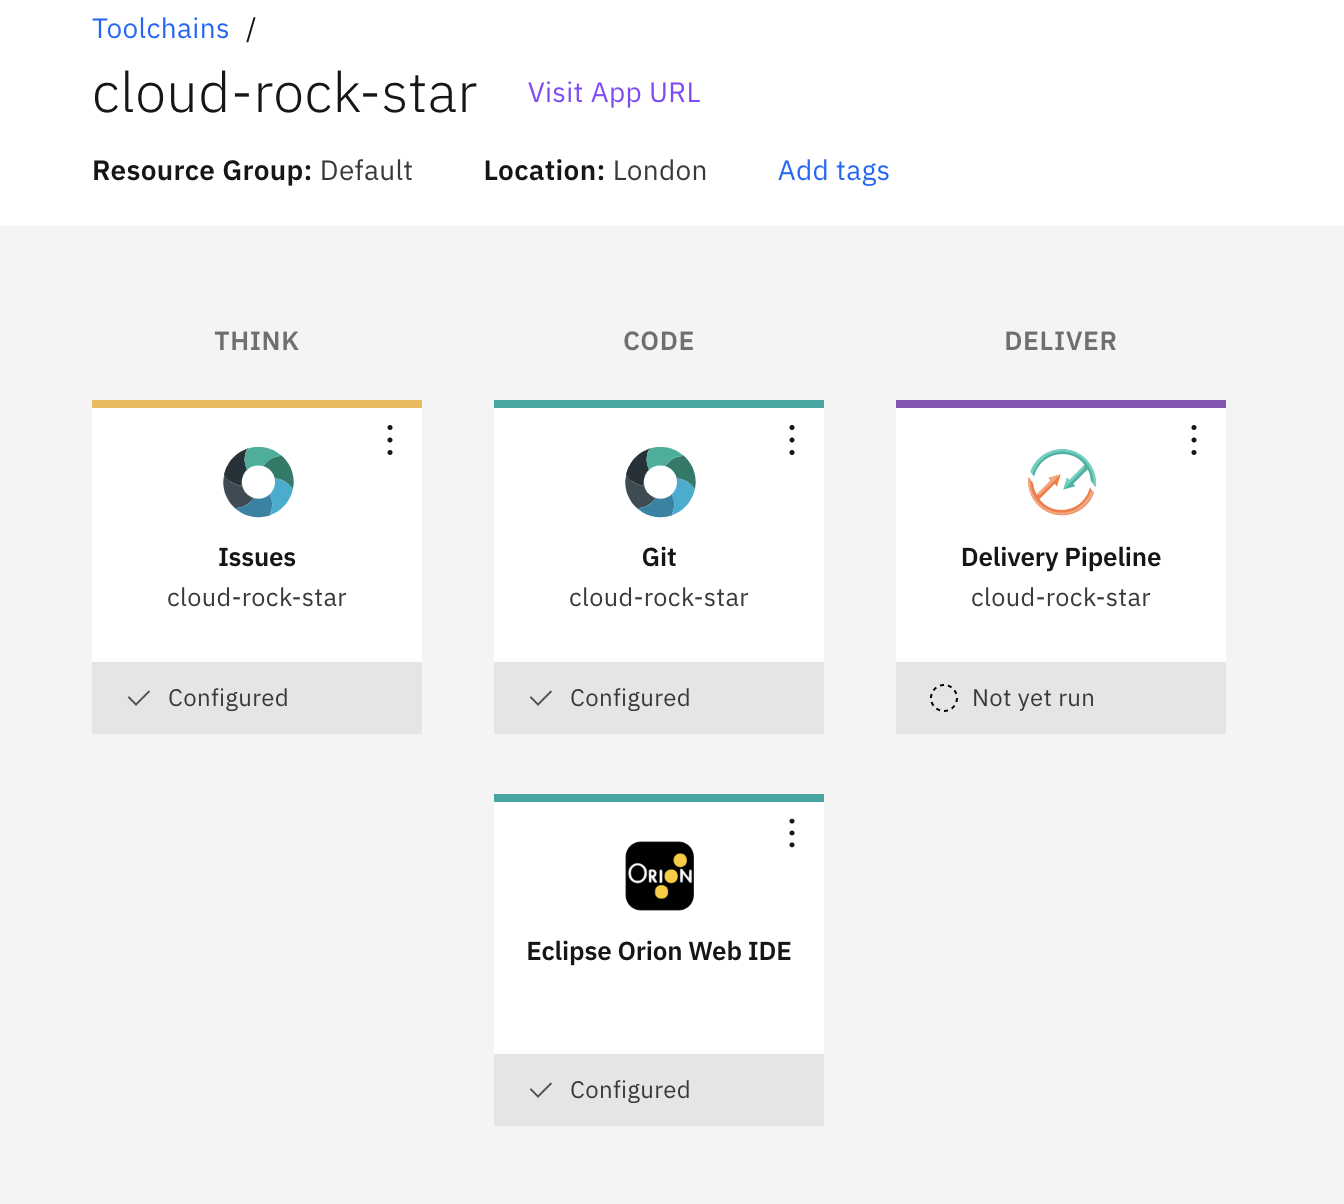 Toolchains /
cloud-rock-star Visit App URL
Resource Group: Default Location: London Add tags
THINK CODE DELIVER
Issues
cloud-rock-star
Configured
Git
cloud-rock-star
Configured
Delivery Pipeline
cloud-rock-star
Not yet run
ORION
Eclipse Orion Web IDE
Configured